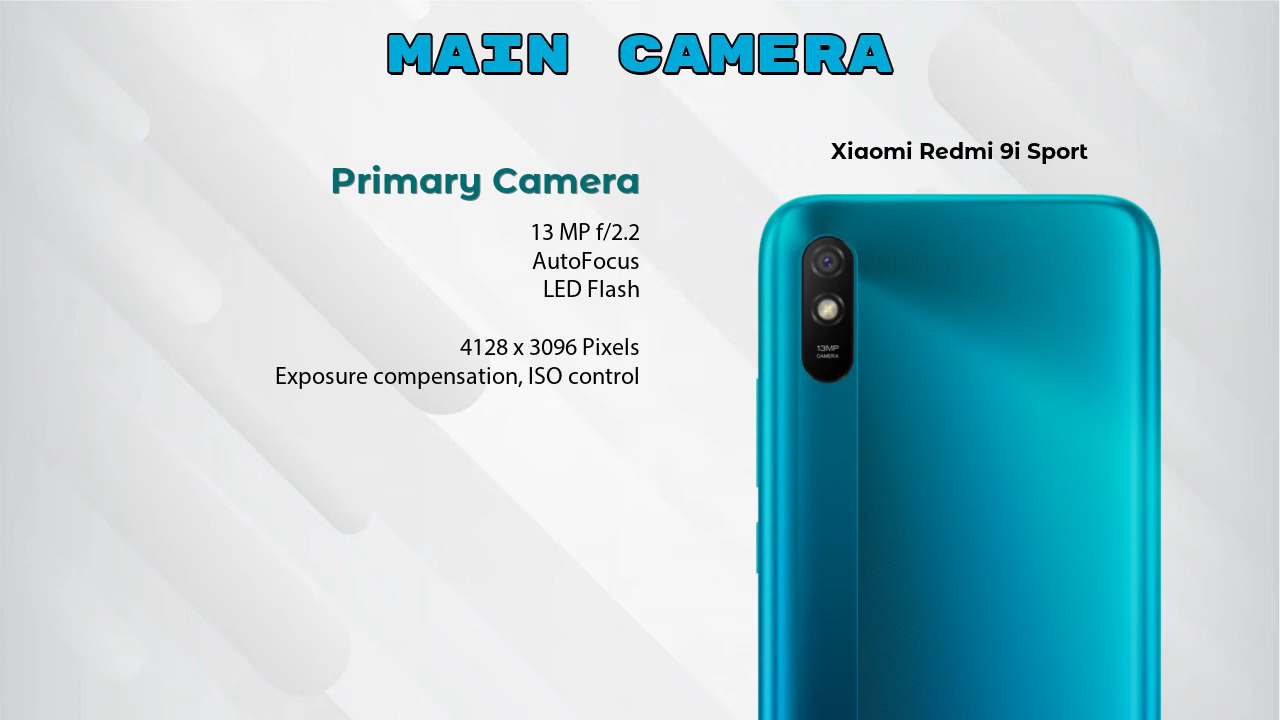 MAIN CAMERA
Xiaomi Redmi 9i Sport
Primary Camera
13 MP f/2.2
AutoFocus
LED Flash
4128 x 3096 Pixels
Exposure compensation, ISO control
13MP
CAMERA